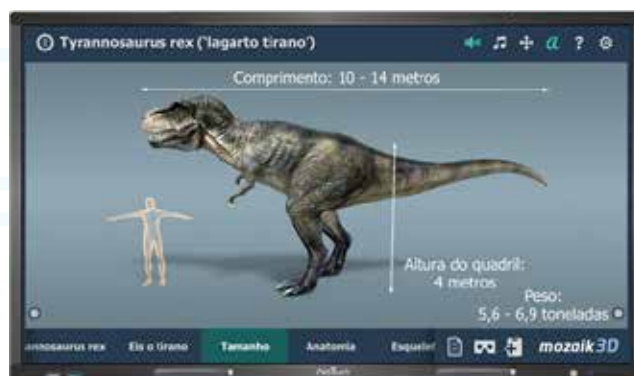 Tyrannosaurus rex ('lagarto tirano')
a ?
Comprimento: 10 - 14 metros
Altura do quadril:
4 metros
Peso:
5,6 - 6,9 toneladas
Eis o tirano Tamanho Anatomia mozaik3D